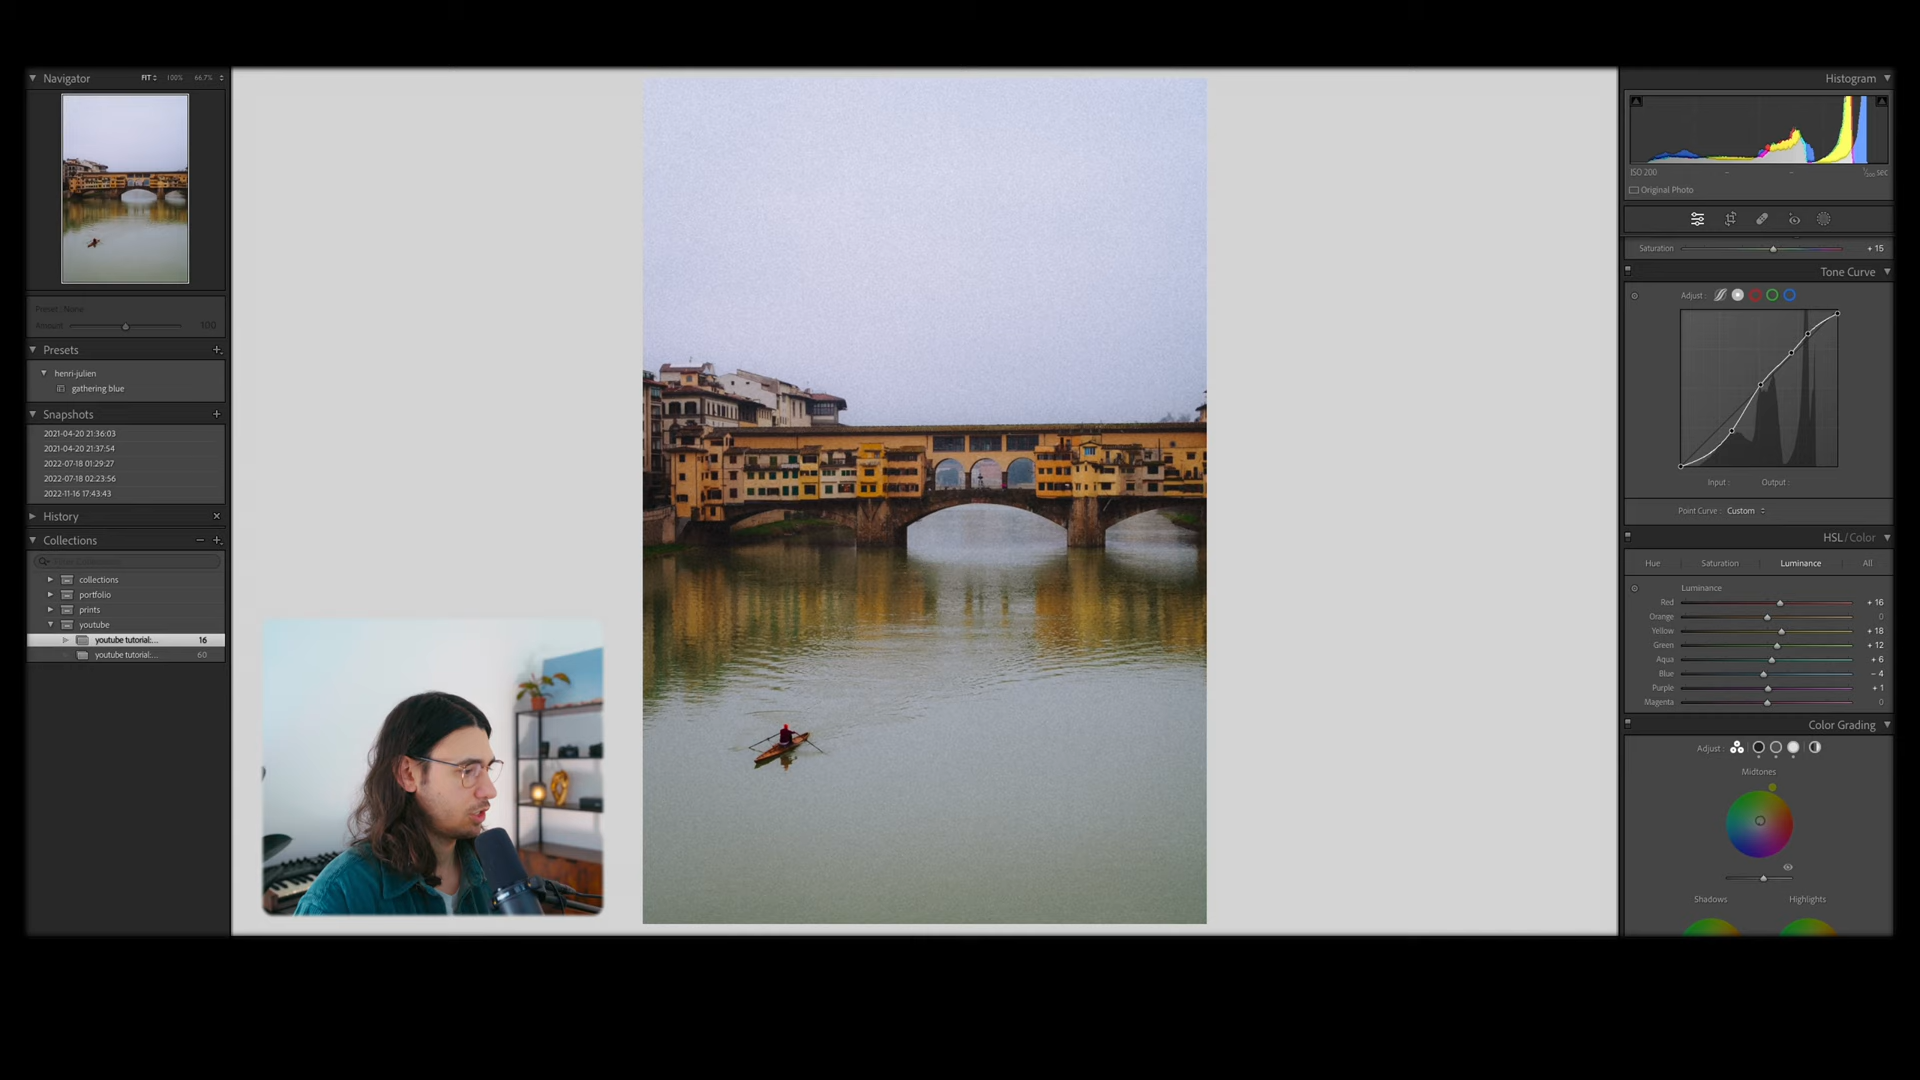 Navigator FIT 100% 66.7%
Preset : None
Amount 100
Presets
henri-julien
gathering blue
Snapshots
2021-04-20 21:36:03
2021-04-20 21:37:54
2022-07-18 01:29:27
2022-07-18 02:23:56
2022-11-16 17:43:43
History
Collections
collections
portfolio
prints
youtube
youtube tutorial:... 16
youtube tutorial:... 60
Histogram
ISO 200 – – sec
Original Photo
Saturation + 15
Tone Curve
Adjust :
Input : Output :
Point Curve : Custom
HSL / Color
Hue Saturation Luminance All
Luminance
Red + 16
Orange 0
Yellow + 18
Green + 12
Aqua + 6
Blue – 4
Purple + 1
Magenta 0
Color Grading
Adjust :
Midtones
Shadows Highlights